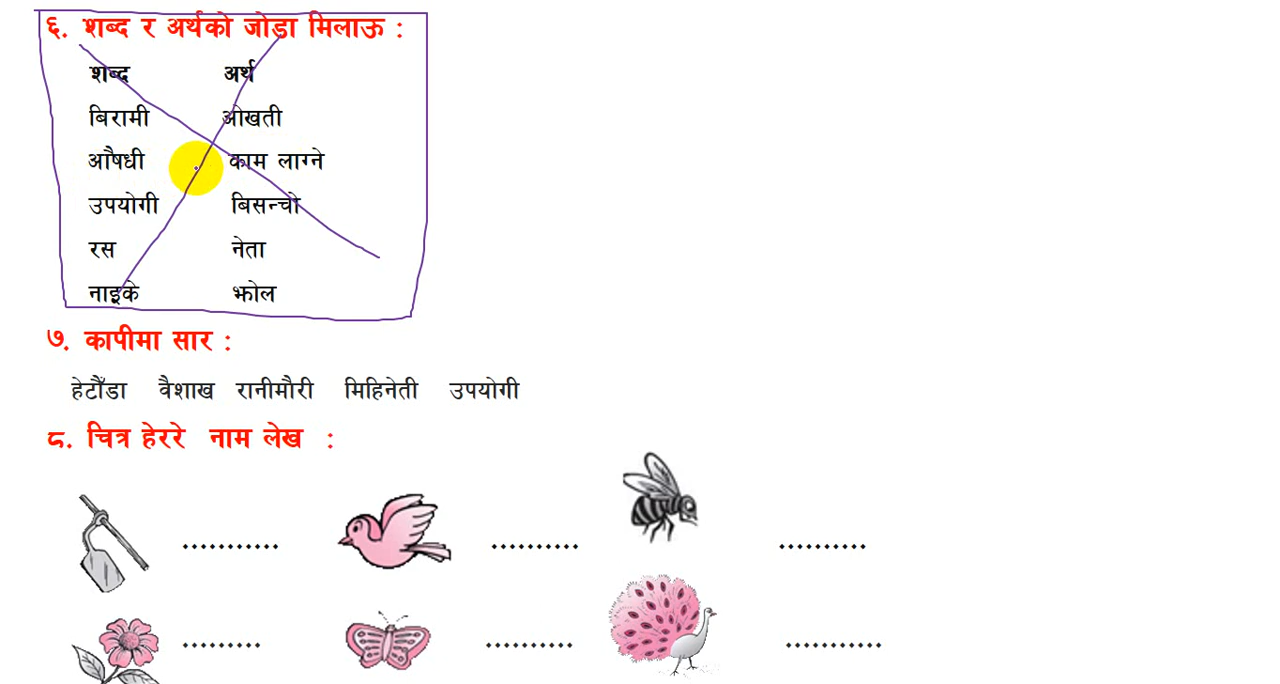 ६. शब्द र अर्थको जोडा मिलाऊ :
शब्द अर्थ
बिरामी ओखती
औषधी काम लाग्ने
उपयोगी बिसन्चो
रस नेता
नाइके झोल
७. कापीमा सार :
हेटौँडा वैशाख रानीमौरी मिहिनेती उपयोगी
८. चित्र हेररे नाम लेख :
........... .......... ..........
......... .......... ...........